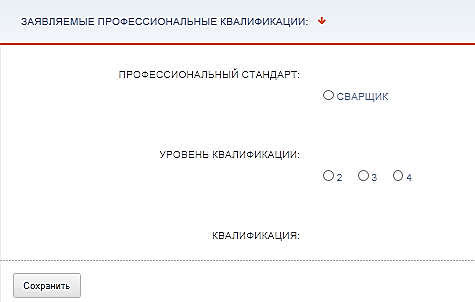 ЗАЯВЛЯЕМЫЕ ПРОФЕССИОНАЛЬНЫЕ КВАЛИФИКАЦИИ:
ПРОФЕССИОНАЛЬНЫЙ СТАНДАРТ:
СВАРЩИК
УРОВЕНЬ КВАЛИФИКАЦИИ:
2 3 4
КВАЛИФИКАЦИЯ:
Сохранить